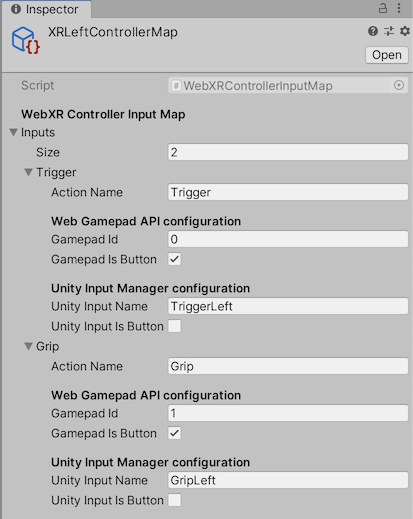 Inspector
XRLeftControllerMap
Open
Script
# WebXRControllerInputMap
WebXR Controller Input Map
Inputs
Size 2
Trigger
Action Name Trigger
Web Gamepad API configuration
Gamepad Id 0
Gamepad Is Button
Unity Input Manager configuration
Unity Input Name TriggerLeft
Unity Input Is Button
Grip
Action Name Grip
Web Gamepad API configuration
Gamepad Id 1
Gamepad Is Button
Unity Input Manager configuration
Unity Input Name GripLeft
Unity Input Is Button